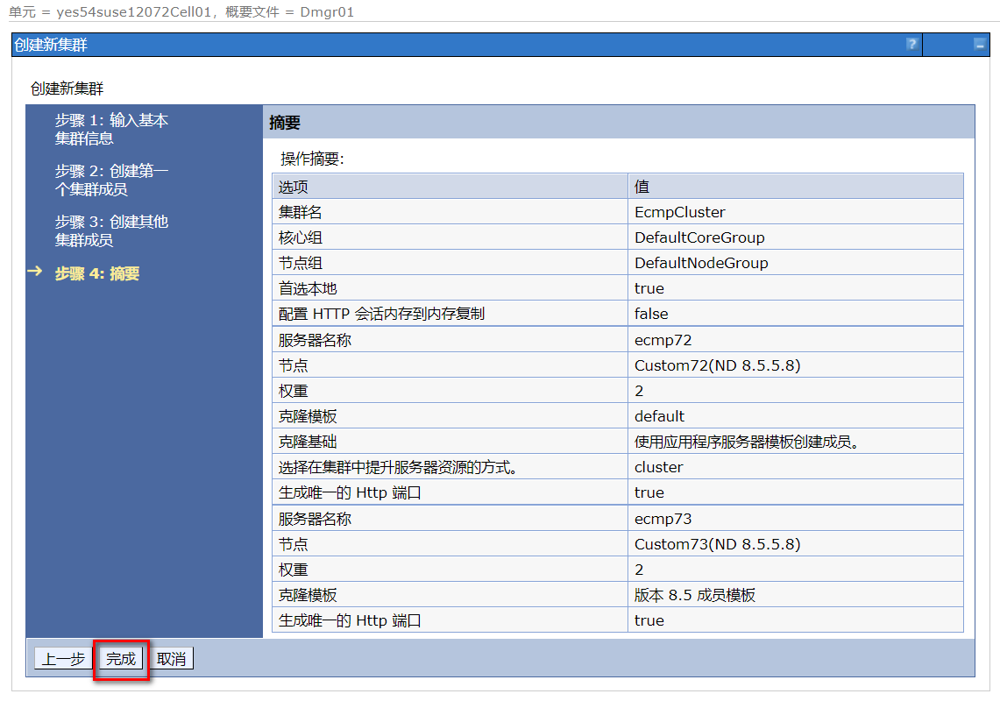 单元 = yes54suse12072Cell01，概要文件 = Dmgr01
创建新集群
?
创建新集群
步骤 1: 输入基本
集群信息
步骤 2: 创建第一
个集群成员
步骤 3: 创建其他
集群成员
步骤 4: 摘要
摘要
操作摘要:
选项 值
集群名 EcmpCluster
核心组 DefaultCoreGroup
节点组 DefaultNodeGroup
首选本地 true
配置 HTTP 会话内存到内存复制 false
服务器名称 ecmp72
节点 Custom72(ND 8.5.5.8)
权重 2
克隆模板 default
克隆基础 使用应用程序服务器模板创建成员。
选择在集群中提升服务器资源的方式。 cluster
生成唯一的 Http 端口 true
服务器名称 ecmp73
节点 Custom73(ND 8.5.5.8)
权重 2
克隆模板 版本 8.5 成员模板
生成唯一的 Http 端口 true
上一步 完成 取消